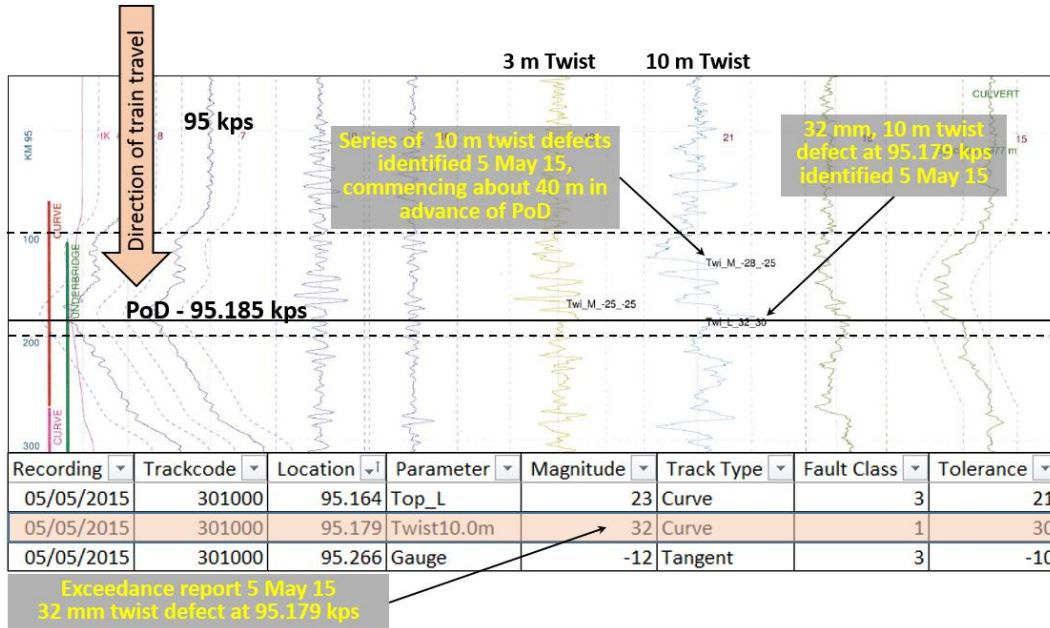 Direction of train travel
3 m Twist
10 m Twist
95 kps
KM 95
8
7
21
15
CULVERT
Series of 10 m twist defects
identified 5 May 15,
commencing about 40 m in
advance of PoD
32 mm, 10 m twist
defect at 95.179 kps
identified 5 May 15
CURVE
100
UNDERBRIDGE
Twi_M_-28_-25
Twi_M_-25_-25
PoD - 95.185 kps
Twi_L_32_30
200
CURVE
300
Recording Trackcode Location Parameter Magnitude Track Type Fault Class Tolerance
05/05/2015 301000 95.164 Top_L 23 Curve 3 21
05/05/2015 301000 95.179 Twist10.0m 32 Curve 1 30
05/05/2015 301000 95.266 Gauge -12 Tangent 3 -10
Exceedance report 5 May 15
32 mm twist defect at 95.179 kps